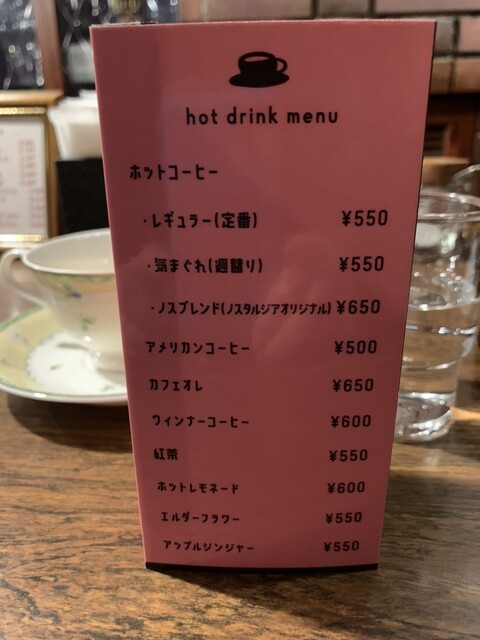 hot drink menu
ホットコーヒー
・レギュラー(定番) ¥550
・気まぐれ(週替り) ¥550
・ノスブレンド(ノスタルジアオリジナル) ¥650
アメリカンコーヒー ¥500
カフェオレ ¥650
ウィンナーコーヒー ¥600
紅茶 ¥550
ホットレモネード ¥600
エルダーフラワー ¥550
アップルジンジャー ¥550